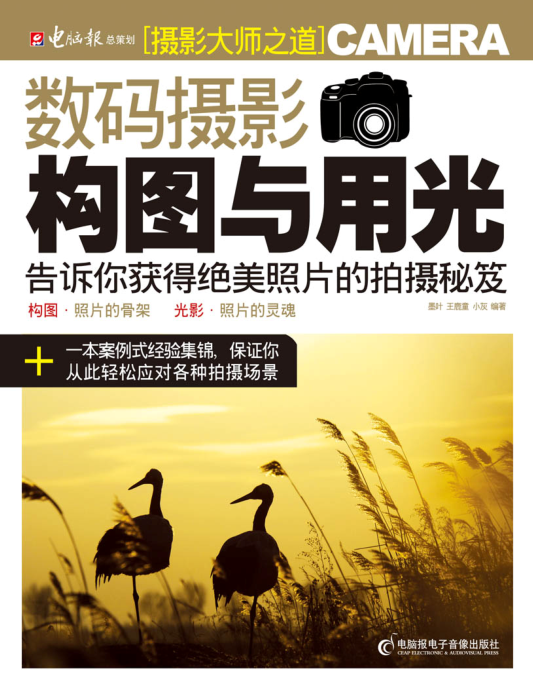 电脑报 总策划 [摄影大师之道] CAMERA
数码摄影
构图与用光
告诉你获得绝美照片的拍摄秘笈
构图·照片的骨架 光影·照片的灵魂
墨叶 王鹿童 小灰 编著
一本案例式经验集锦,保证你
从此轻松应对各种拍摄场景
电脑报电子音像出版社
CEAP ELECTRONIC & AUDIOVISUAL PRESS